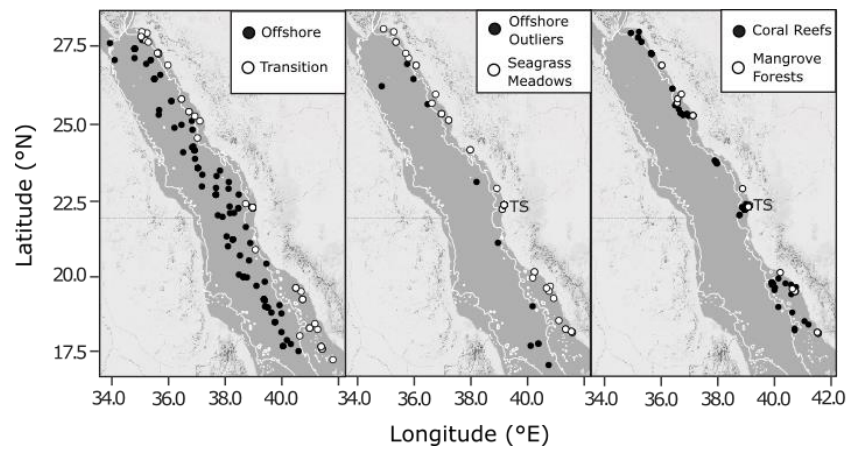 Offshore
Transition
Offshore
Outliers
Seagrass
Meadows
Coral Reefs
Mangrove
Forests
27.5
25.0
22.5
20.0
17.5
Latitude (°N)
TS
TS
34.0 36.0 38.0 40.0
34.0 36.0 38.0 40.0
34.0 36.0 38.0 40.0 42.0
Longitude (°E)